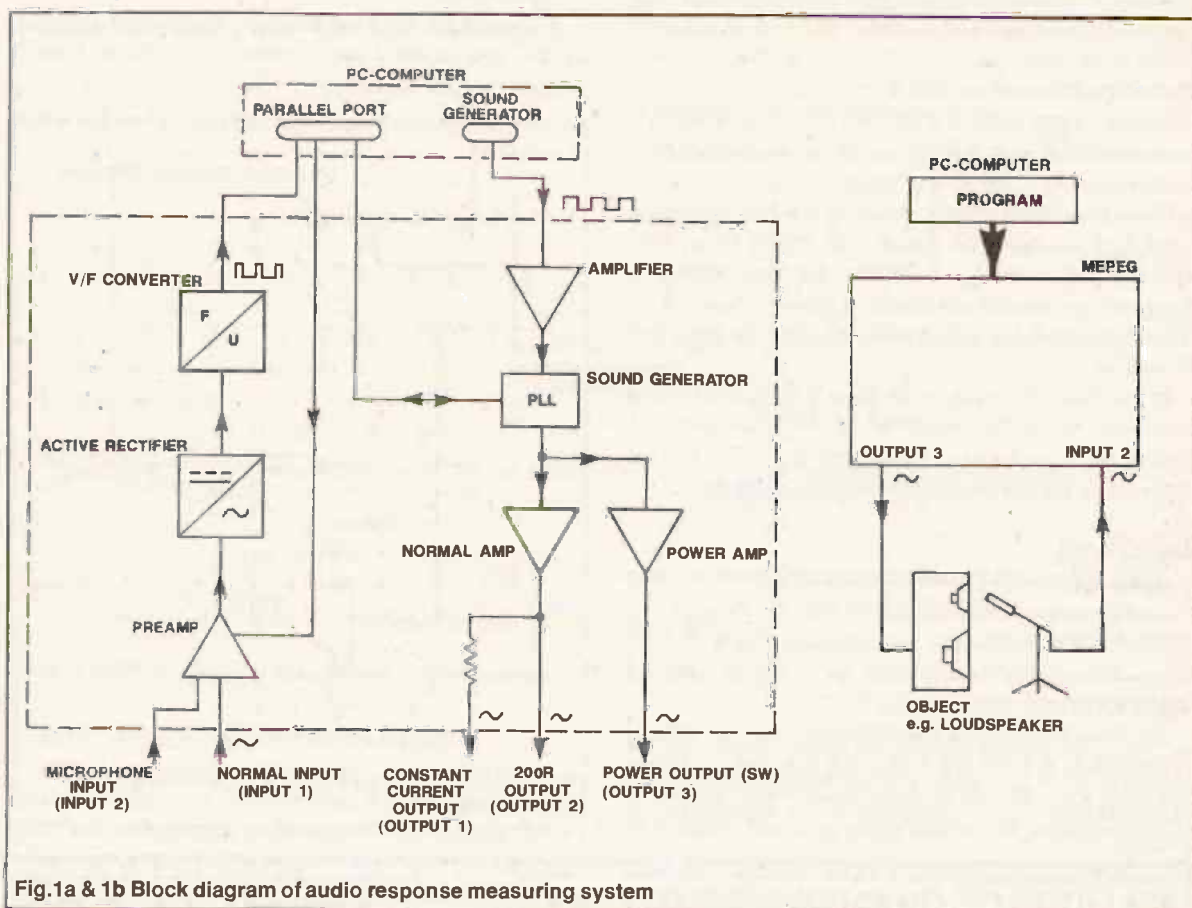 PC-COMPUTER
PARALLEL PORT
SOUND
GENERATOR
V/F CONVERTER
F
U
AMPLIFIER
SOUND GENERATOR
PLL
ACTIVE RECTIFIER
~
NORMAL AMP
POWER AMP
PREAMP
~
~
~
~
MICROPHONE
INPUT
(INPUT 2)
NORMAL INPUT
(INPUT 1)
CONSTANT
CURRENT
OUTPUT
(OUTPUT 1)
200R
OUTPUT
(OUTPUT 2)
POWER OUTPUT (SW)
(OUTPUT 3)
PC-COMPUTER
PROGRAM
MEPEG
OUTPUT 3
INPUT 2
~
~
OBJECT
e.g. LOUDSPEAKER
Fig.1a & 1b Block diagram of audio response measuring system